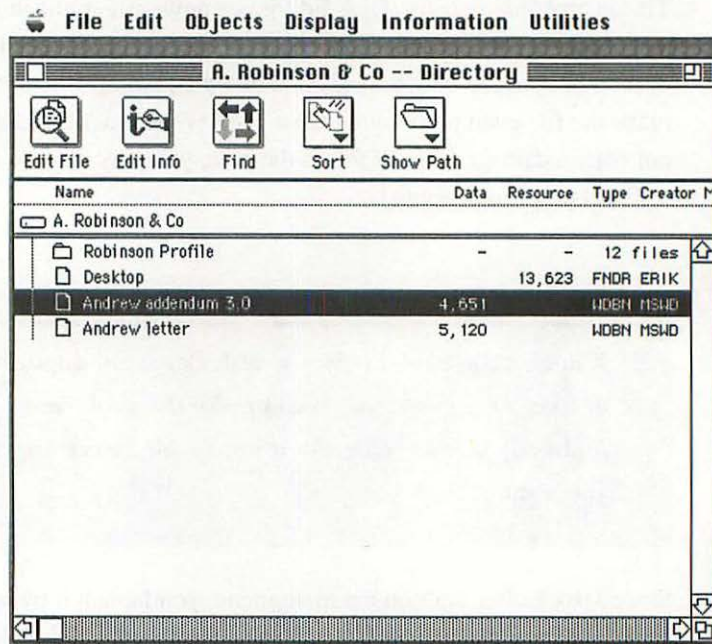 File Edit Objects Display Information Utilities
A. Robinson & Co -- Directory
Edit File Edit Info Find Sort Show Path
Name Data Resource Type Creator M
A. Robinson & Co
Robinson Profile - - 12 files
Desktop 13,623 FNDR ERIK
Andrew addendum 3.0 4,651 WDBN MSWD
Andrew letter 5,120 WDBN MSWD